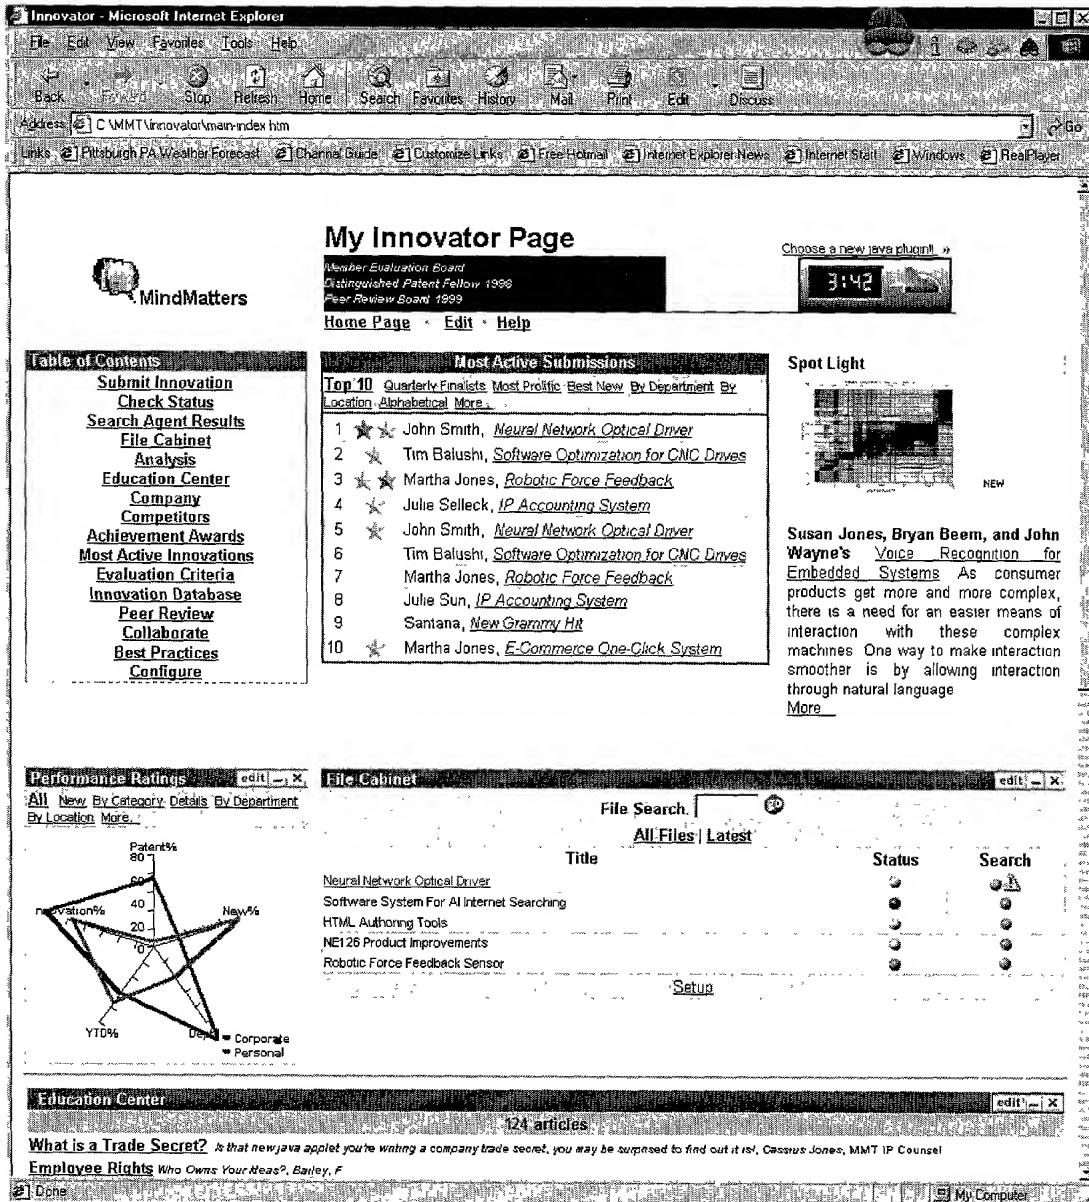 Innovator - Microsoft Internet Explorer
File Edit View Favorites Tools Help
Back Forward Stop Refresh Home Search Favorites History Mail Print Edit Discuss
Address C:\MMT\innovator\main-index htm Go
Links Pittsburgh PA Weather Forecast Channel Guide Customize Links Free Hotmail Internet Explorer News Internet Start Windows RealPlayer
My Innovator Page
Choose a new java plugin!! »
Member Evaluation Board
Distinguished Patent Fellow 1998
Peer Review Board 1999
3:42
MindMatters
Home Page * Edit * Help
Table of Contents
Submit Innovation
Check Status
Search Agent Results
File Cabinet
Analysis
Education Center
Company
Competitors
Achievement Awards
Most Active Innovations
Evaluation Criteria
Innovation Database
Peer Review
Collaborate
Best Practices
Configure
Most Active Submissions
Top 10 Quarterly Finalists Most Prolific Best New By Department By
Location Alphabetical More
1 John Smith, Neural Network Optical Driver
2 Tim Balushi, Software Optimization for CNC Drives
3 Martha Jones, Robotic Force Feedback
4 Julie Selleck, IP Accounting System
5 John Smith, Neural Network Optical Driver
6 Tim Balushi, Software Optimization for CNC Drives
7 Martha Jones, Robotic Force Feedback
8 Julie Sun, IP Accounting System
9 Santana, New Grammy Hit
10 Martha Jones, E-Commerce One-Click System
Spot Light
NEW
Susan Jones, Bryan Beem, and John
Wayne's Voice Recognition for
Embedded Systems As consumer
products get more and more complex,
there is a need for an easier means of
interaction with these complex
machines One way to make interaction
smoother is by allowing interaction
through natural language
More
Performance Ratings edit – X
All New By Category Details By Department
By Location More
Patent%
80
60
40
20
0
Innovation%
New%
YTD%
Dept
Corporate
Personal
File Cabinet edit – X
File Search.
All Files | Latest
Title Status Search
Neural Network Optical Driver
Software System For AI Internet Searching
HTML Authoring Tools
NE126 Product Improvements
Robotic Force Feedback Sensor
Setup
Education Center edit – X
124 articles
What is a Trade Secret? Is that new java applet you're writing a company trade secret, you may be surprised to find out it is!, Cassius Jones, MMT IP Counsel
Employee Rights Who Owns Your Ideas?, Bailey, F
Done My Computer